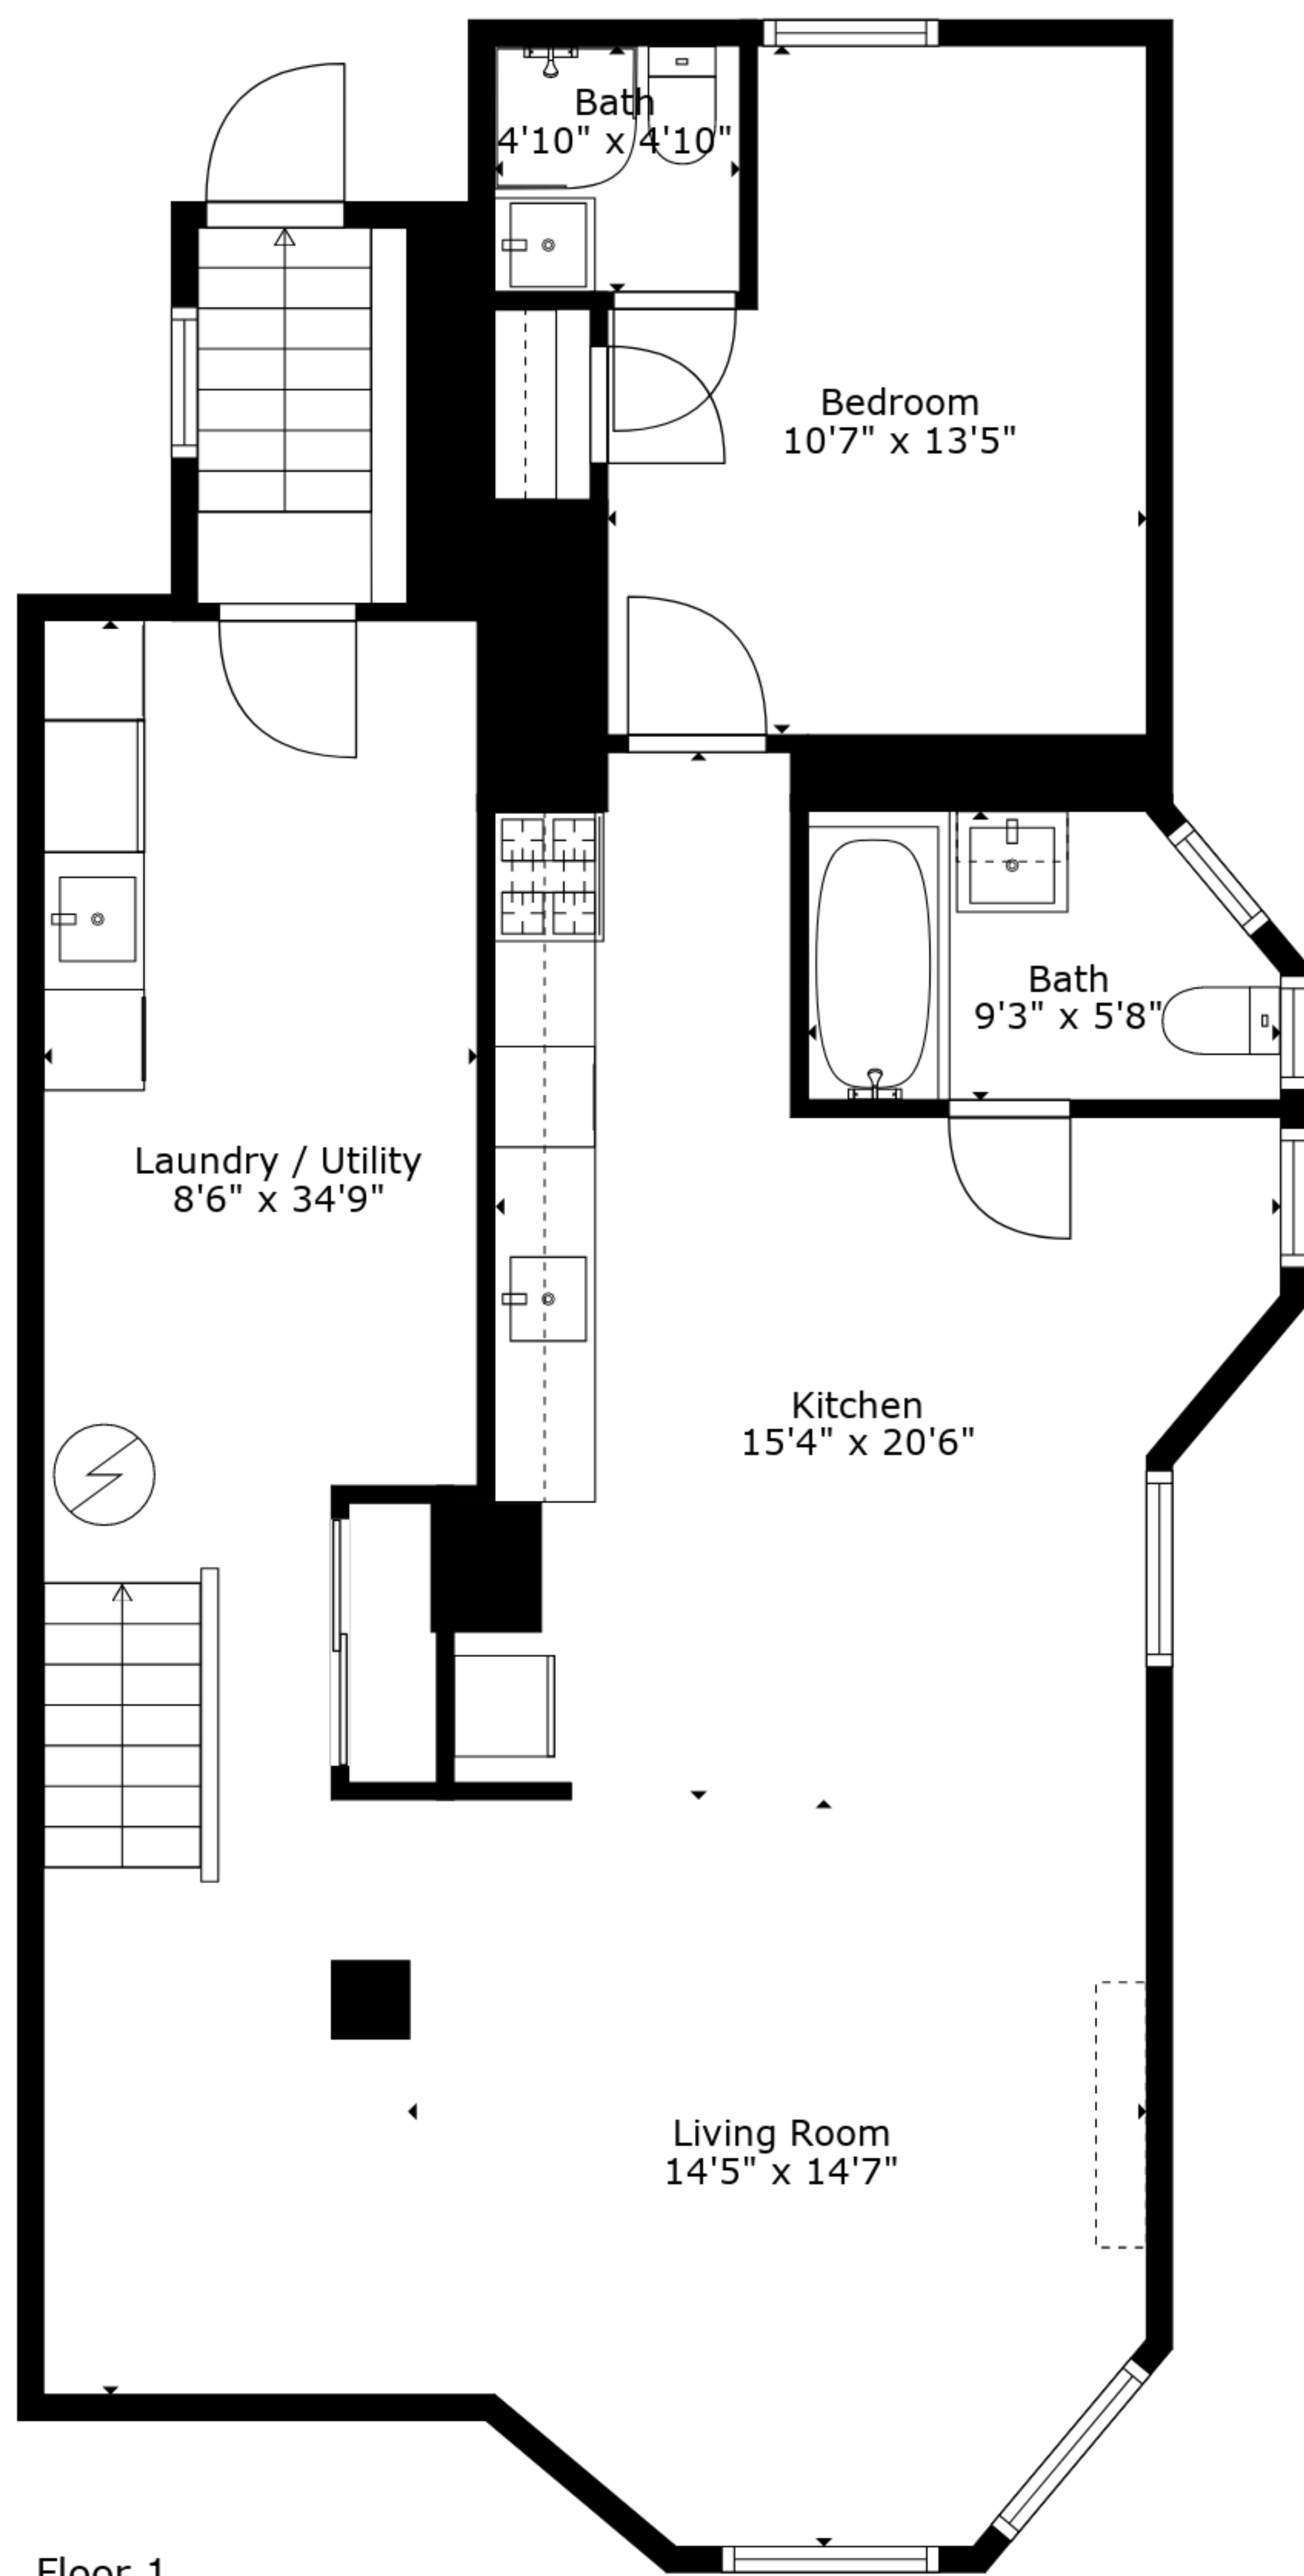 Bath
4'10" x 4'10"
Bedroom
10'7" x 13'5"
Bath
9'3" x 5'8"
Laundry / Utility
8'6" x 34'9"
Kitchen
15'4" x 20'6"
Living Room
14'5" x 14'7"
Floor 1